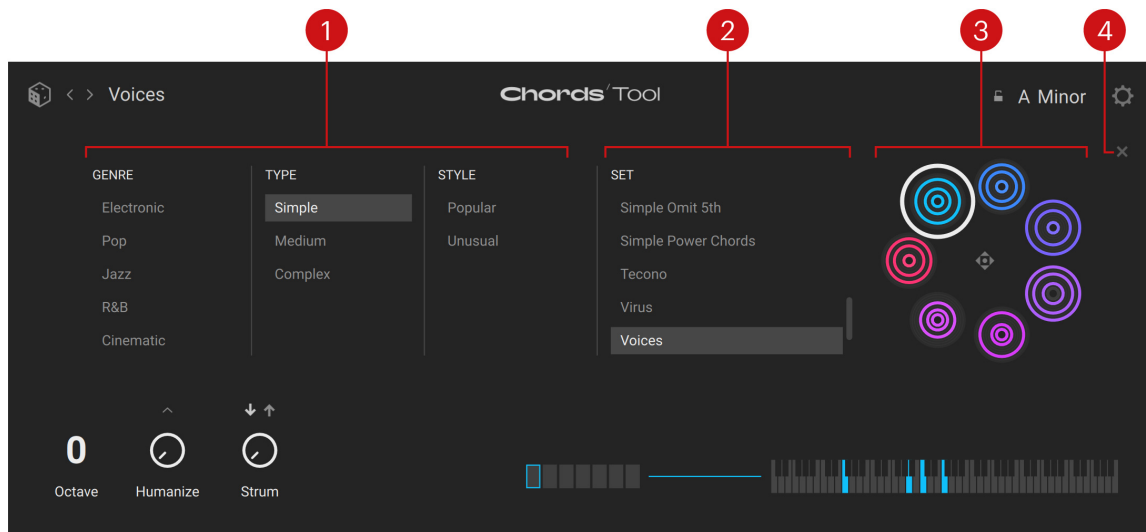 1 2 3 4
Voices
Chords'Tool
A Minor
GENRE TYPE STYLE SET
Electronic Simple Popular Simple Omit 5th
Pop Medium Unusual Simple Power Chords
Jazz Complex Tecono
R&B Virus
Cinematic Voices
0
Octave Humanize Strum